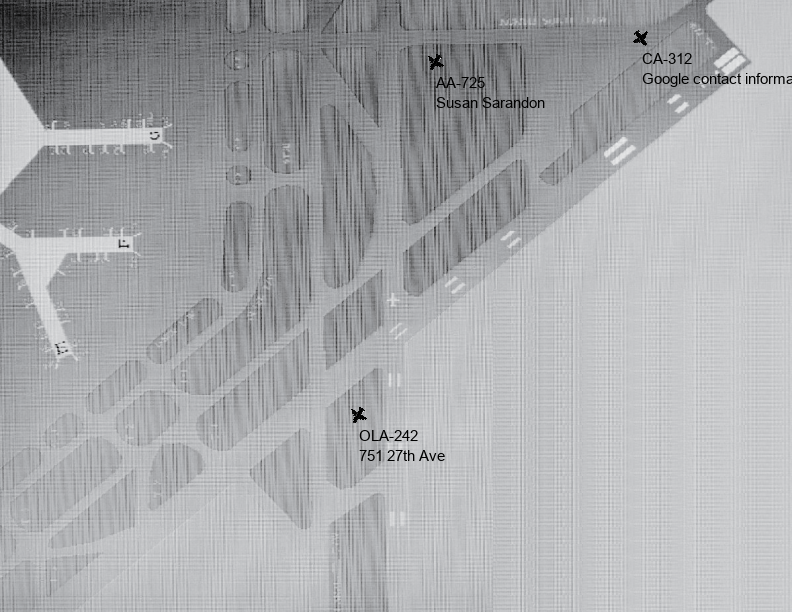 AA-725
Susan Sarandon
CA-312
Google contact informa
OLA-242
751 27th Ave
G
F
E